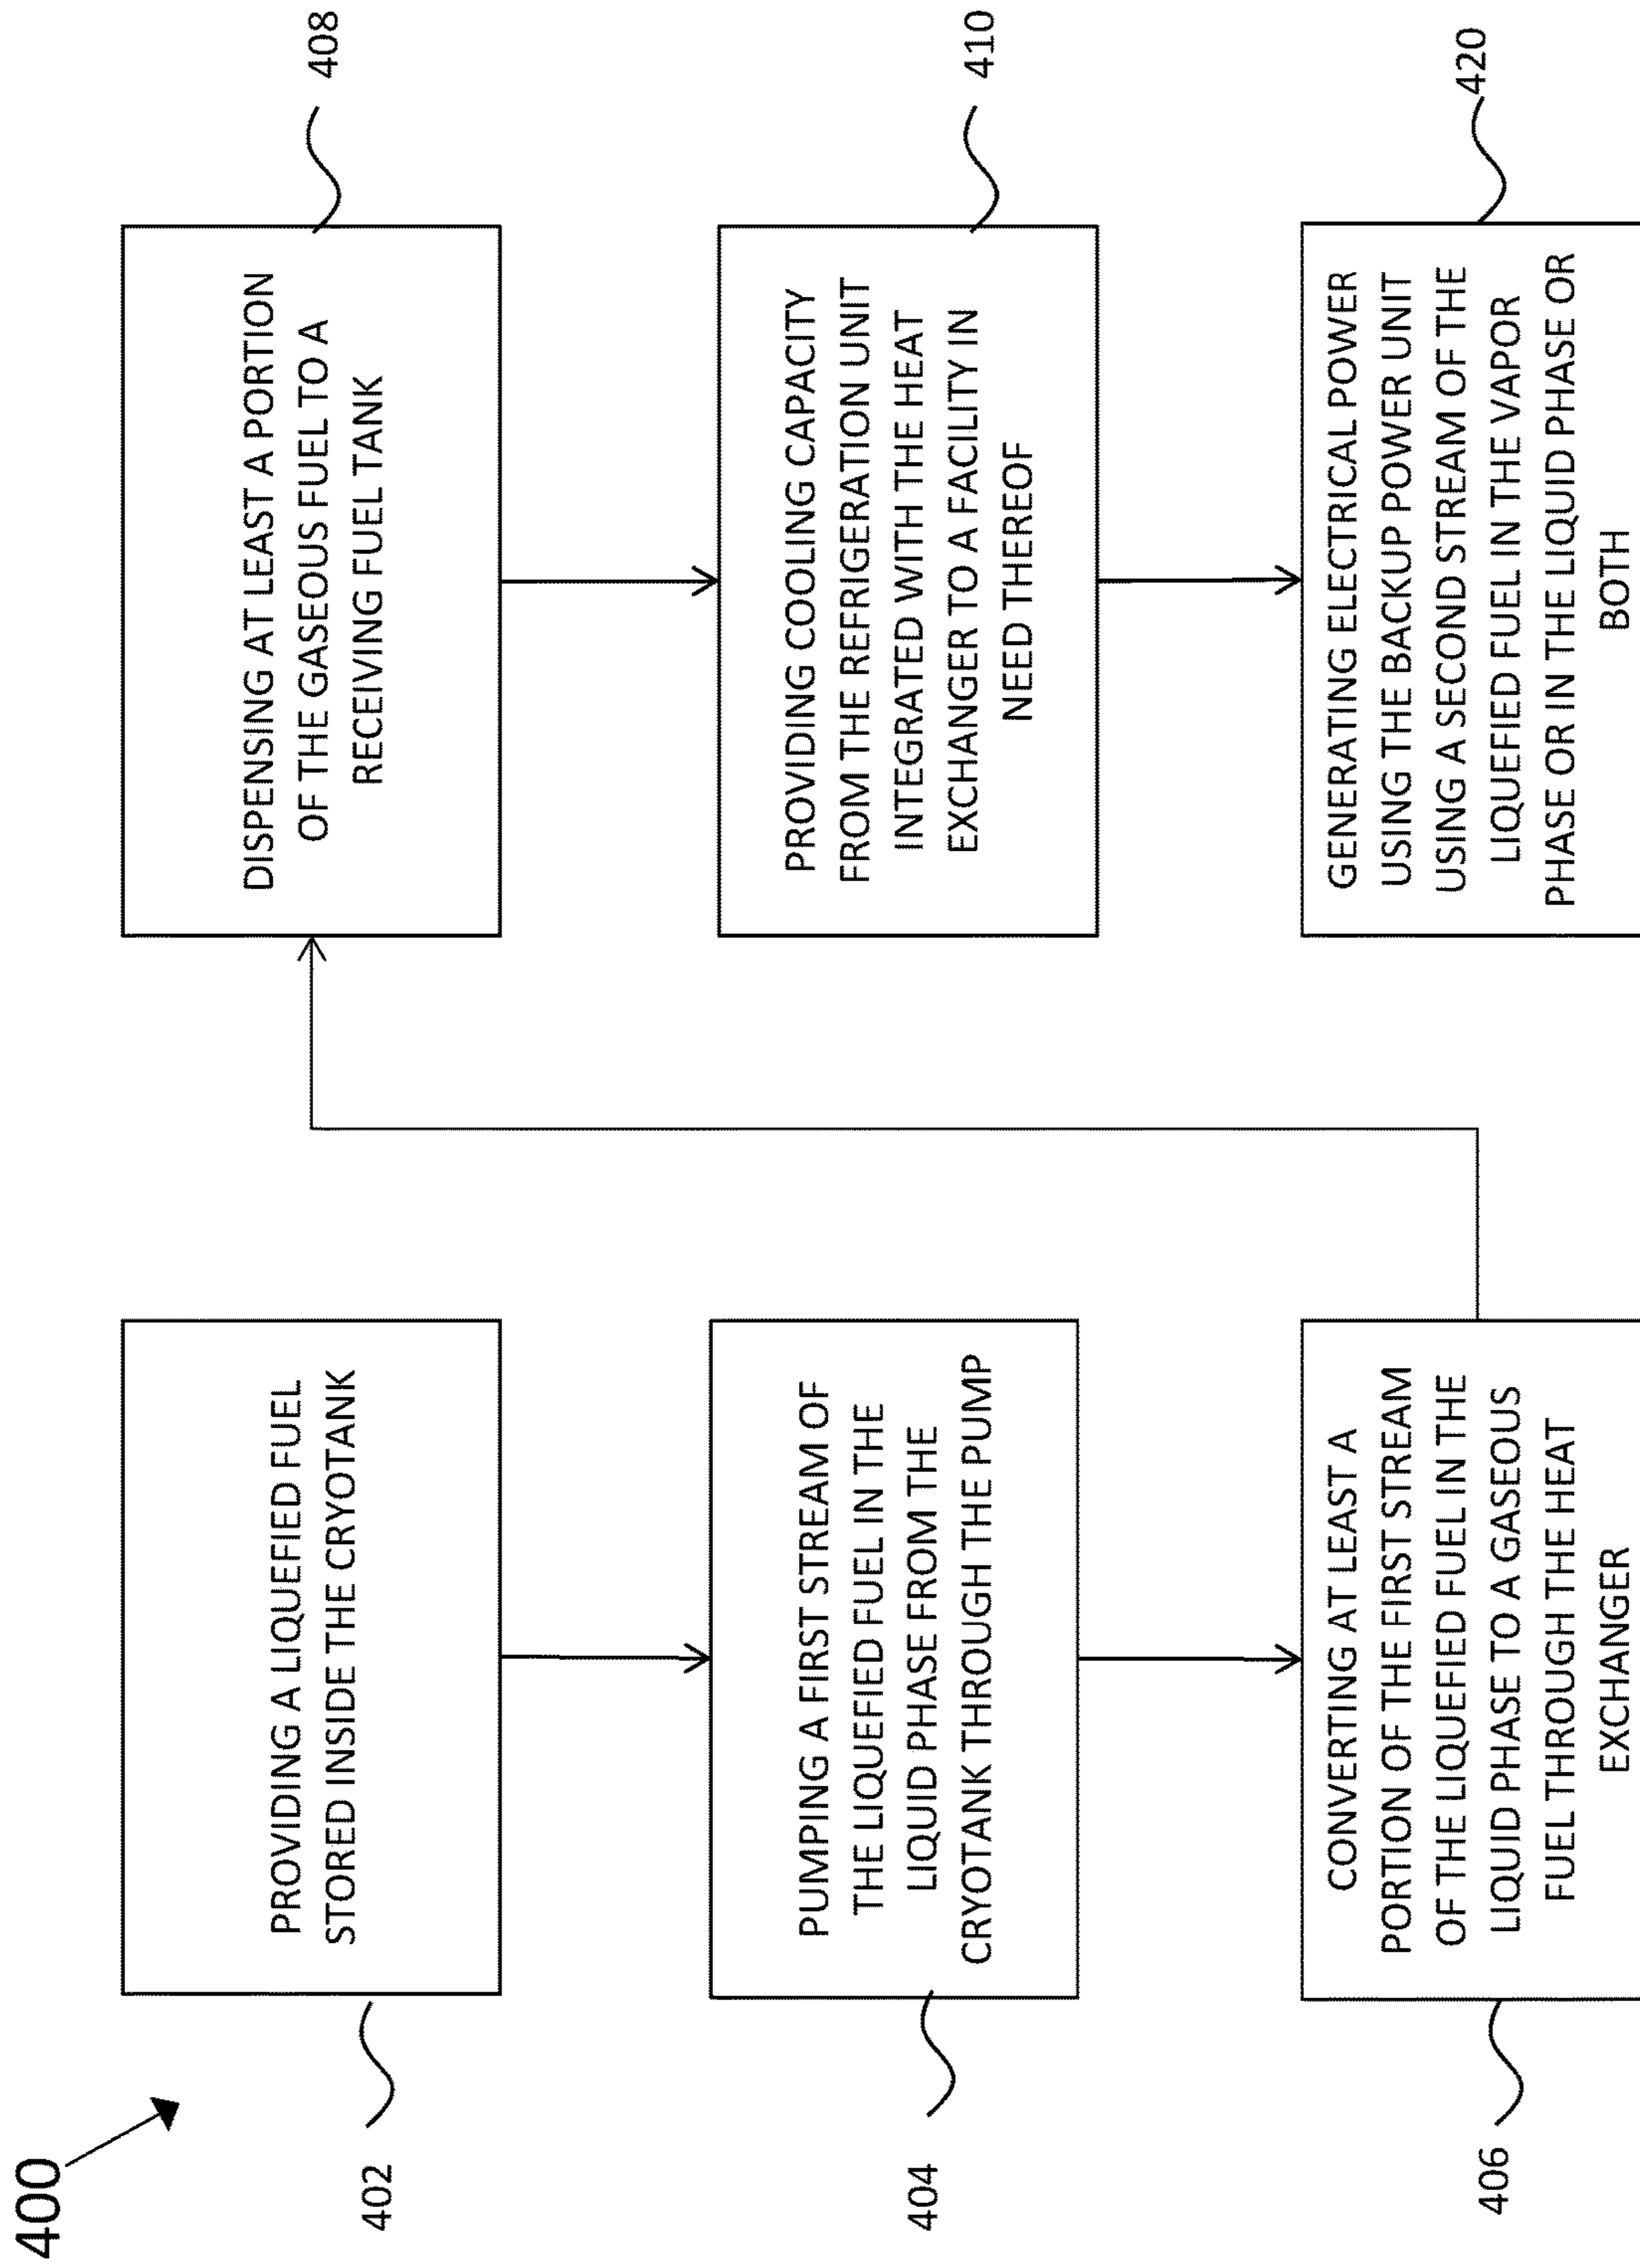 400
402
PROVIDING A LIQUEFIED FUEL
STORED INSIDE THE CRYOTANK
404
PUMPING A FIRST STREAM OF
THE LIQUEFIED FUEL IN THE
LIQUID PHASE FROM THE
CRYOTANK THROUGH THE PUMP
406
CONVERTING AT LEAST A
PORTION OF THE FIRST STREAM
OF THE LIQUEFIED FUEL IN THE
LIQUID PHASE TO A GASEOUS
FUEL THROUGH THE HEAT
EXCHANGER
408
DISPENSING AT LEAST A PORTION
OF THE GASEOUS FUEL TO A
RECEIVING FUEL TANK
410
PROVIDING COOLING CAPACITY
FROM THE REFRIGERATION UNIT
INTEGRATED WITH THE HEAT
EXCHANGER TO A FACILITY IN
NEED THEREOF
420
GENERATING ELECTRICAL POWER
USING THE BACKUP POWER UNIT
USING A SECOND STREAM OF THE
LIQUEFIED FUEL IN THE VAPOR
PHASE OR IN THE LIQUID PHASE OR
BOTH